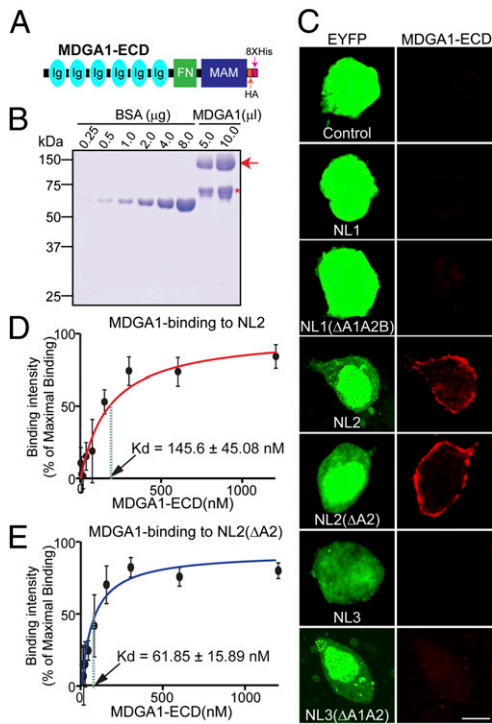 A
MDGA1-ECD
8XHis
Ig Ig Ig Ig Ig Ig FN MAM
HA
B
BSA (μg) MDGA1(μl)
kDa 0.25 0.5 1.0 2.0 4.0 8.0 5.0 10.0
150
75
*
50
37
25
C
EYFP MDGA1-ECD
Control
NL1
NL1(ΔA1A2B)
NL2
NL2(ΔA2)
NL3
NL3(ΔA1A2)
D
MDGA1-binding to NL2
Binding intensity
(% of Maximal Binding)
100
50
0
Kd = 145.6 ± 45.08 nM
500 1000
MDGA1-ECD(nM)
E
MDGA1-binding to NL2(ΔA2)
Binding intensity
(% of Maximal Binding)
100
50
0
Kd = 61.85 ± 15.89 nM
500 1000
MDGA1-ECD(nM)